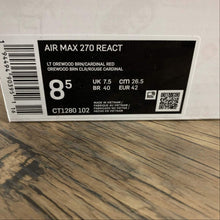 AIR MAX 270 REACT
LT OREWOOD BRN/CARDINAL RED
OREWOOD BRN CLR/ROUGE CARDINAL
8.5
UK 7.5
CM 26.5
BR 40
EUR 42
CT1280 102